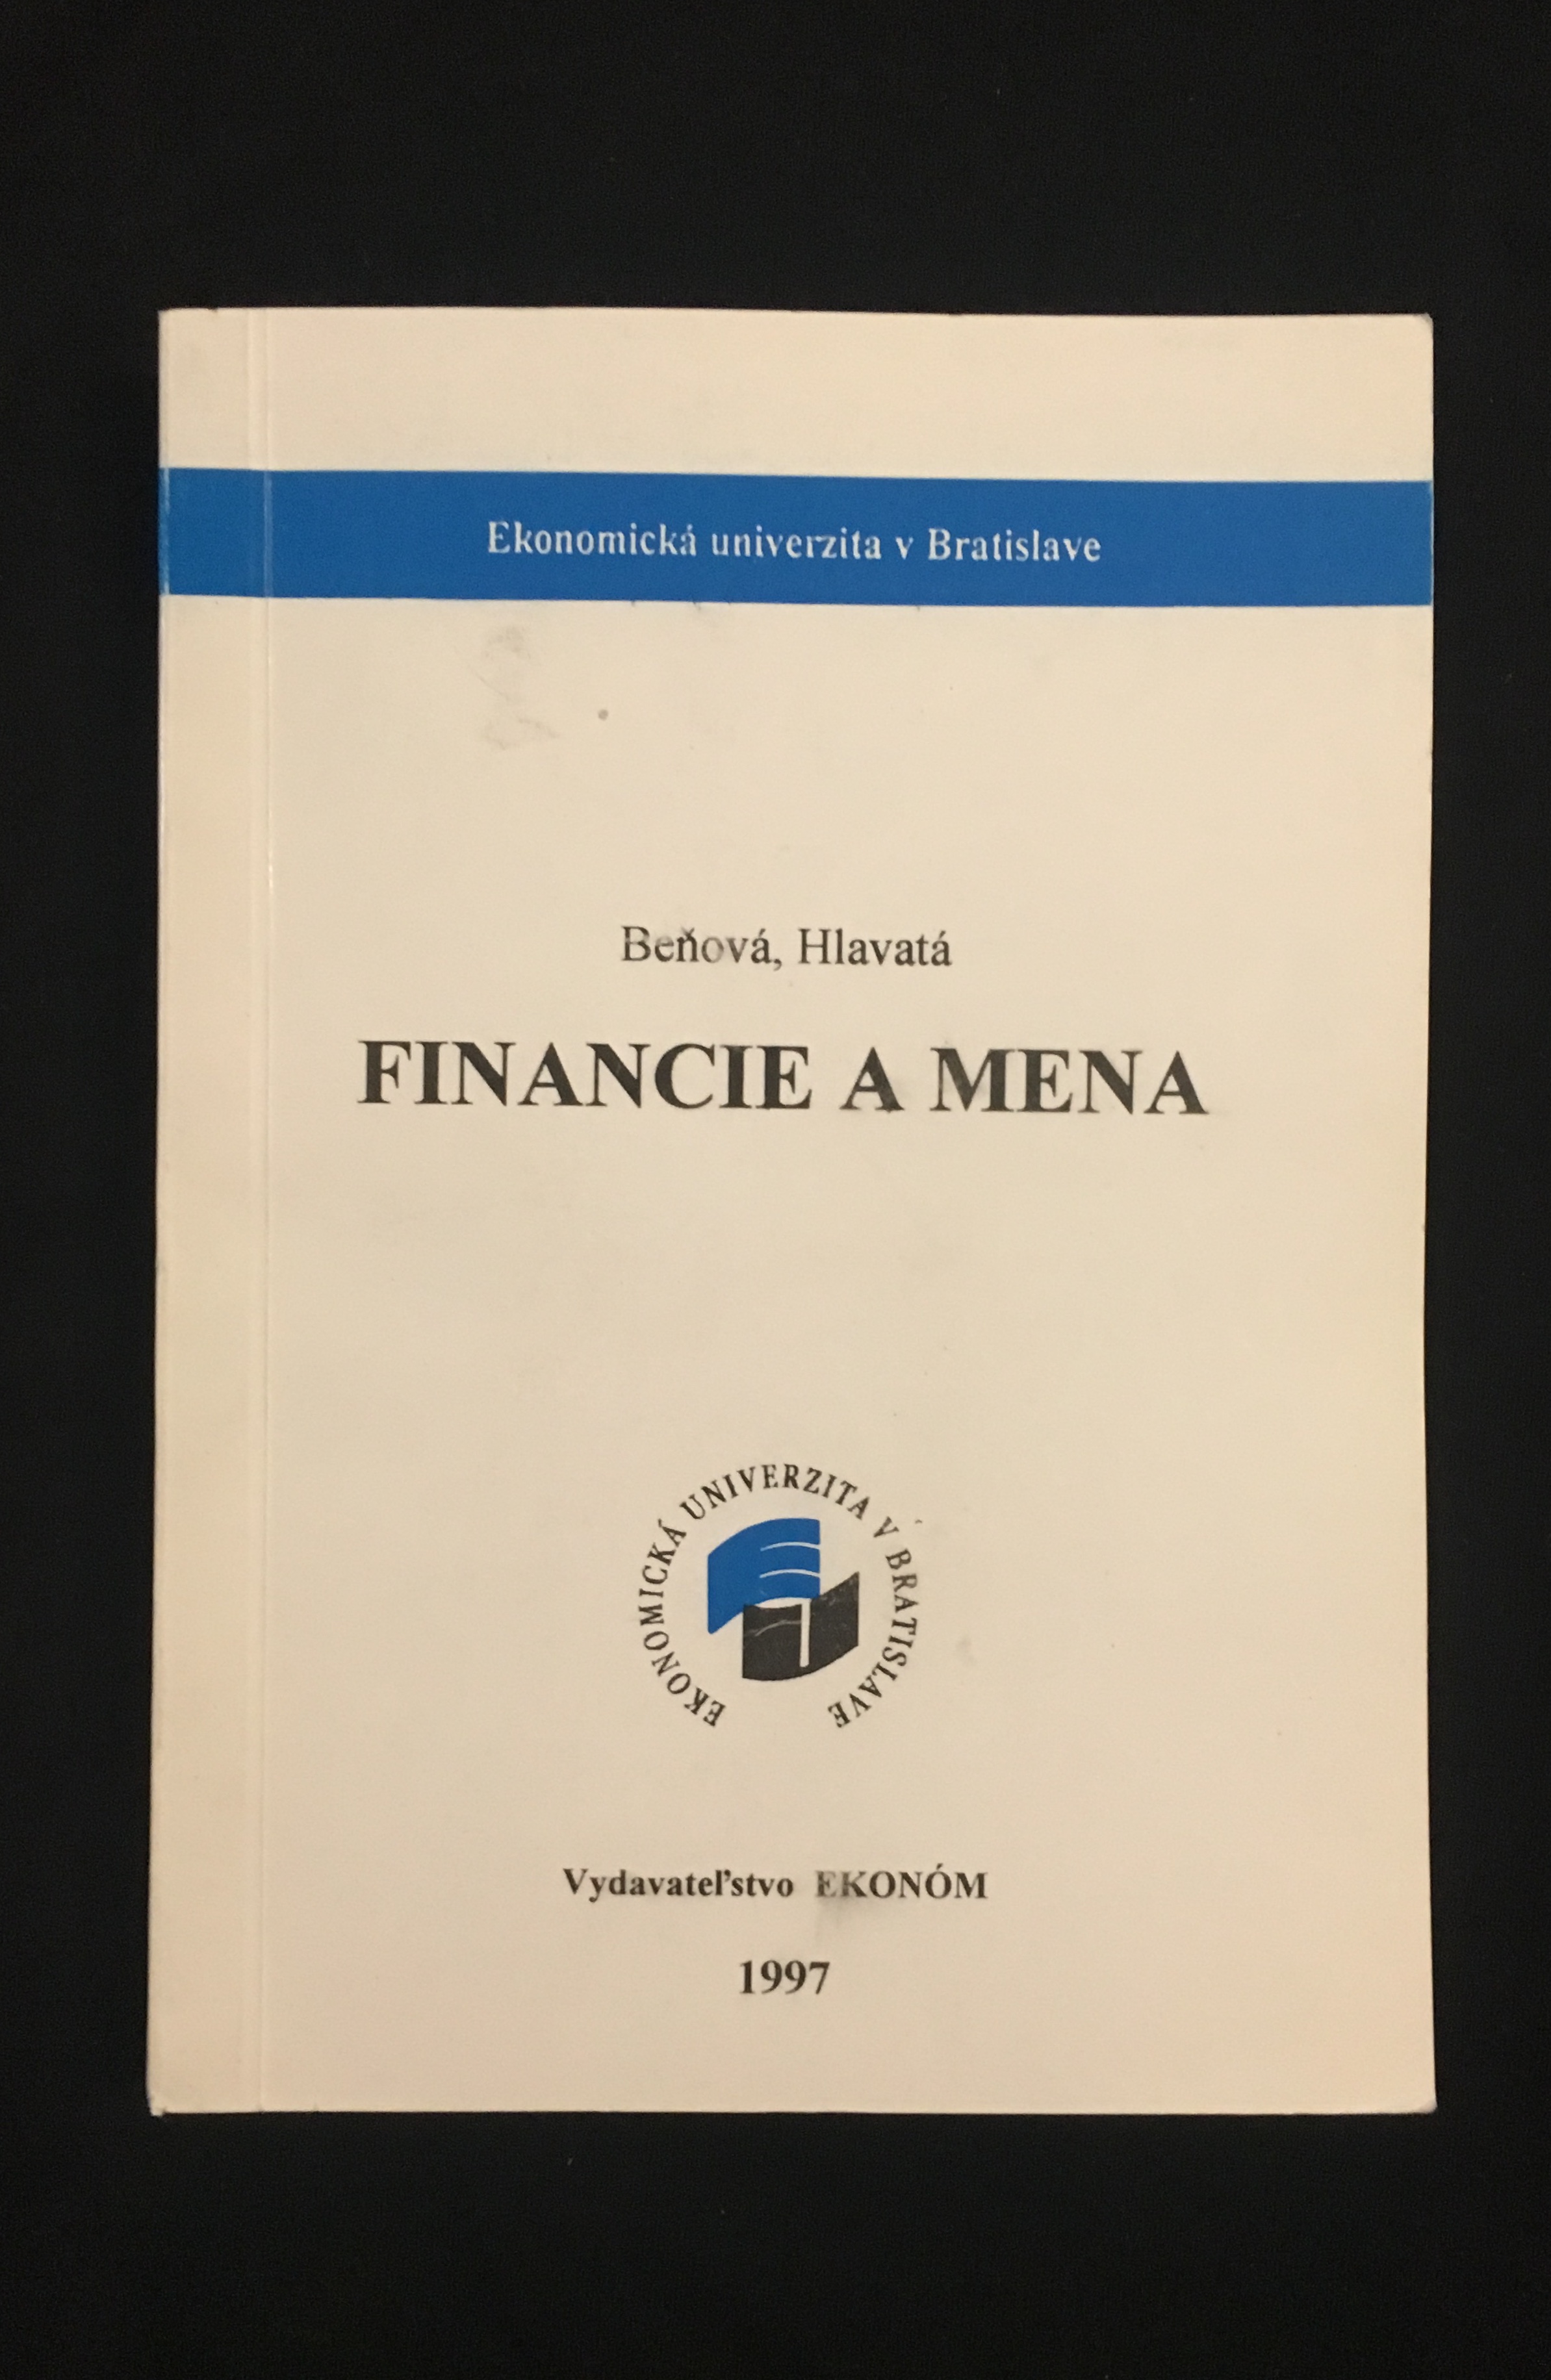 Ekonomická univerzita v Bratislave
Beňová, Hlavatá
FINANCIE A MENA
EKONOMICKÁ UNIVERZITA V BRATISLAVE
Vydavateľstvo EKONÓM
1997